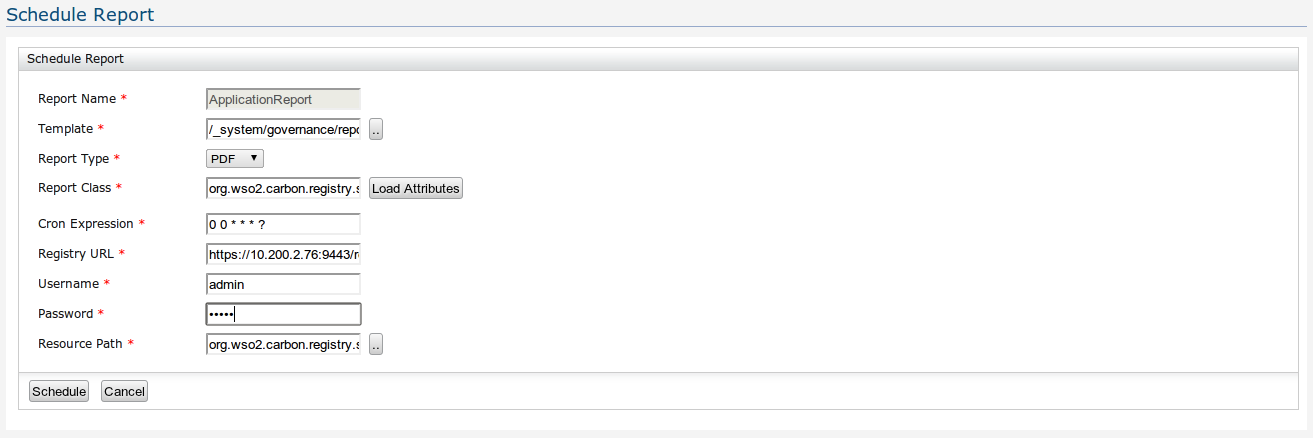 Schedule Report
Schedule Report
Report Name *
ApplicationReport
Template *
/_system/governance/repo
..
Report Type *
PDF
Report Class *
org.wso2.carbon.registry.s
Load Attributes
Cron Expression *
0 0 * * * ?
Registry URL *
https://10.200.2.76:9443/r
Username *
admin
Password *
•••••
Resource Path *
org.wso2.carbon.registry.s
..
Schedule
Cancel